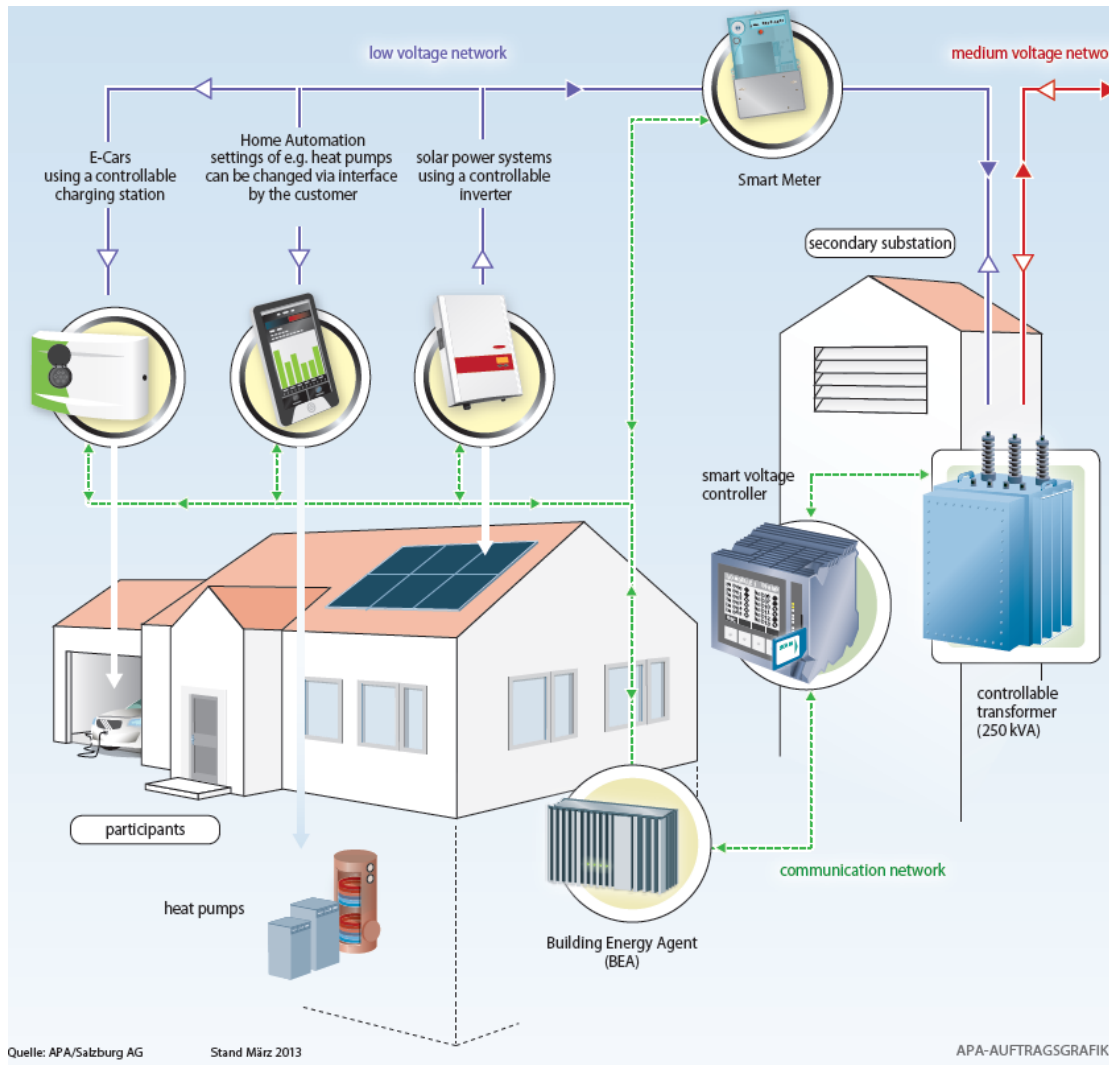 low voltage network
medium voltage netwo
E-Cars
using a controllable
charging station
Home Automation
settings of e.g. heat pumps
can be changed via interface
by the customer
solar power systems
using a controllable
inverter
Smart Meter
secondary substation
smart voltage
controller
controllable
transformer
(250 kVA)
participants
communication network
heat pumps
Building Energy Agent
(BEA)
Quelle: APA/Salzburg AG
Stand März 2013
APA-AUFTRAGSGRAFIK